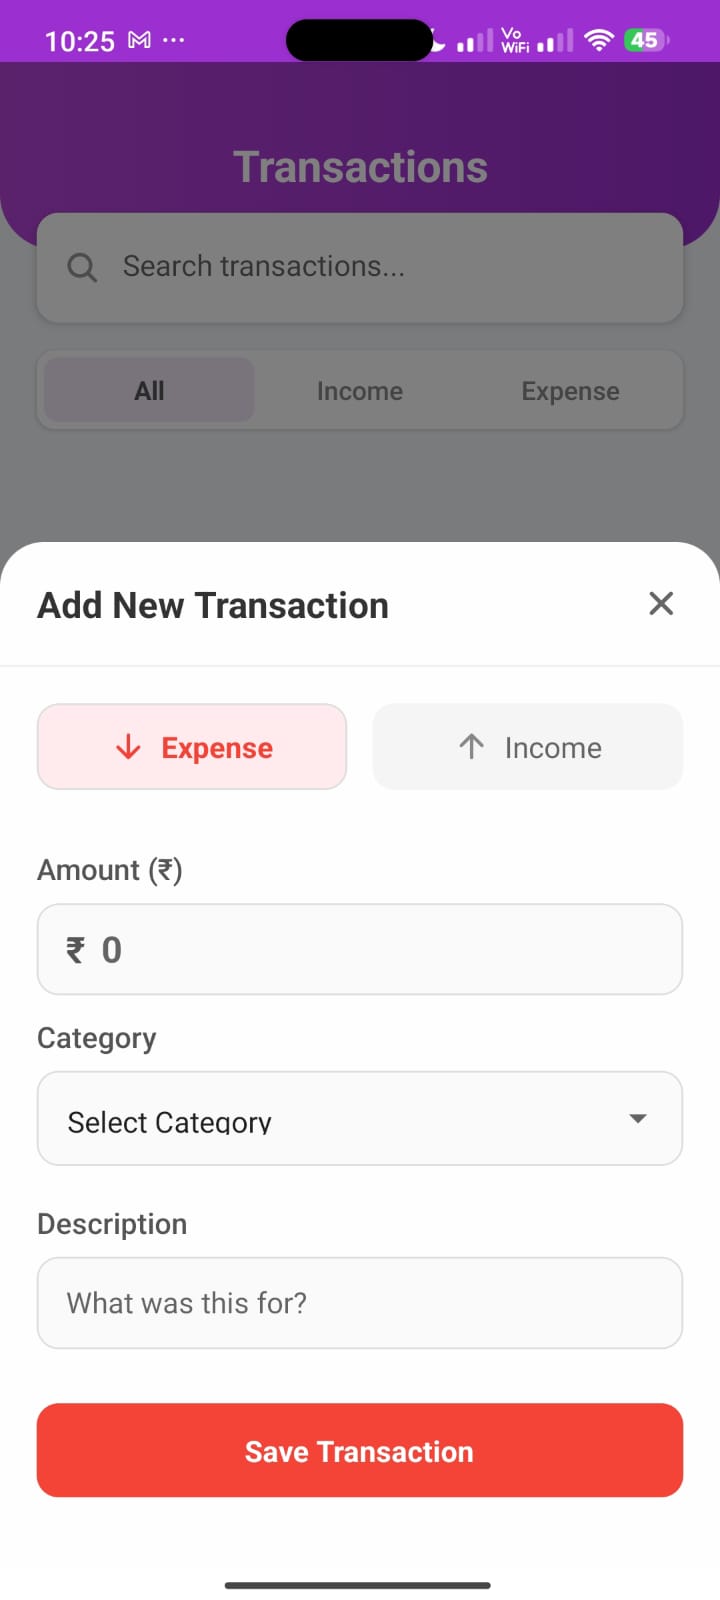 10:25 M ...
Vo
WiFi
45
Transactions
Search transactions...
All Income Expense
Add New Transaction
Expense Income
Amount (₹)
₹ 0
Category
Select Category
Description
What was this for?
Save Transaction